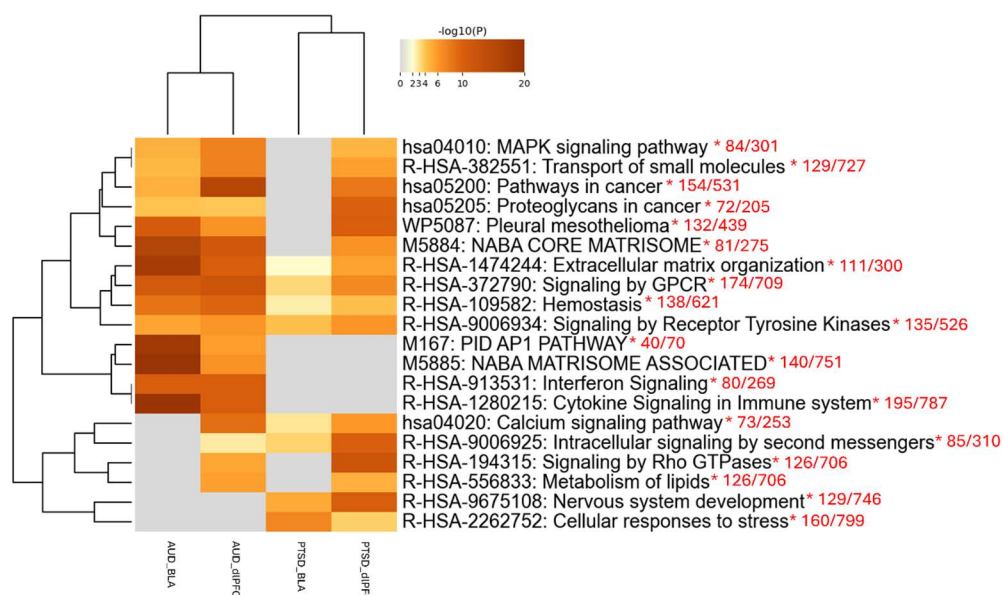 -log10(P)
0 2 3 4 6 10 20
hsa04010: MAPK signaling pathway * 84/301
R-HSA-382551: Transport of small molecules * 129/727
hsa05200: Pathways in cancer * 154/531
hsa05205: Proteoglycans in cancer * 72/205
WP5087: Pleural mesothelioma * 132/439
M5884: NABA CORE MATRISOME * 81/275
R-HSA-1474244: Extracellular matrix organization * 111/300
R-HSA-372790: Signaling by GPCR * 174/709
R-HSA-109582: Hemostasis * 138/621
R-HSA-9006934: Signaling by Receptor Tyrosine Kinases * 135/526
M167: PID AP1 PATHWAY * 40/70
M5885: NABA MATRISOME ASSOCIATED * 140/751
R-HSA-913531: Interferon Signaling * 80/269
R-HSA-1280215: Cytokine Signaling in Immune system * 195/787
hsa04020: Calcium signaling pathway * 73/253
R-HSA-9006925: Intracellular signaling by second messengers * 85/310
R-HSA-194315: Signaling by Rho GTPases * 126/706
R-HSA-556833: Metabolism of lipids * 126/706
R-HSA-9675108: Nervous system development * 129/746
R-HSA-2262752: Cellular responses to stress * 160/799
AUD_BLA
AUD_dlPFC
PTSD_BLA
PTSD_dlPF